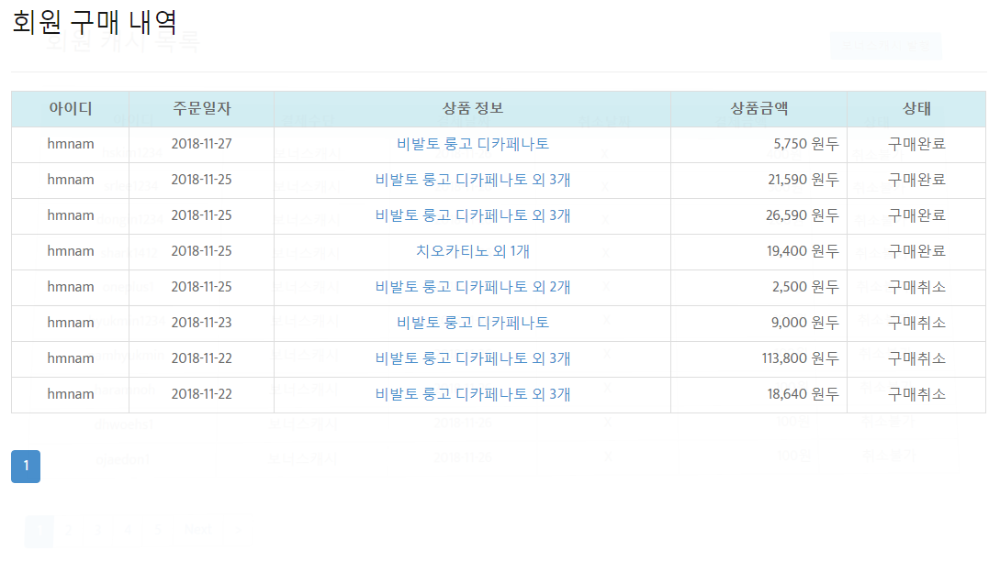 회원 구매 내역
아이디 주문일자 상품 정보 상품금액 상태
hmnam 2018-11-27 비발토 룽고 디카페나토 5,750 원두 구매완료
hmnam 2018-11-25 비발토 룽고 디카페나토 외 3개 21,590 원두 구매완료
hmnam 2018-11-25 비발토 룽고 디카페나토 외 3개 26,590 원두 구매완료
hmnam 2018-11-25 치오카티노 외 1개 19,400 원두 구매완료
hmnam 2018-11-25 비발토 룽고 디카페나토 외 2개 2,500 원두 구매취소
hmnam 2018-11-23 비발토 룽고 디카페나토 9,000 원두 구매취소
hmnam 2018-11-22 비발토 룽고 디카페나토 외 3개 113,800 원두 구매취소
hmnam 2018-11-22 비발토 룽고 디카페나토 외 3개 18,640 원두 구매취소
1